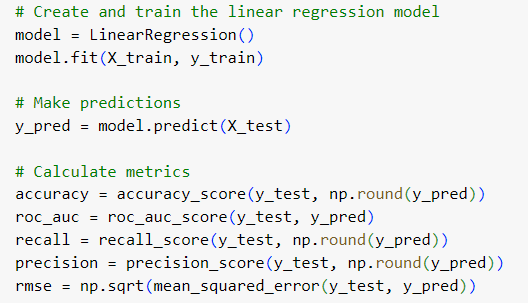 # Create and train the linear regression model
model = LinearRegression()
model.fit(X_train, y_train)
# Make predictions
y_pred = model.predict(X_test)
# Calculate metrics
accuracy = accuracy_score(y_test, np.round(y_pred))
roc_auc = roc_auc_score(y_test, y_pred)
recall = recall_score(y_test, np.round(y_pred))
precision = precision_score(y_test, np.round(y_pred))
rmse = np.sqrt(mean_squared_error(y_test, y_pred))